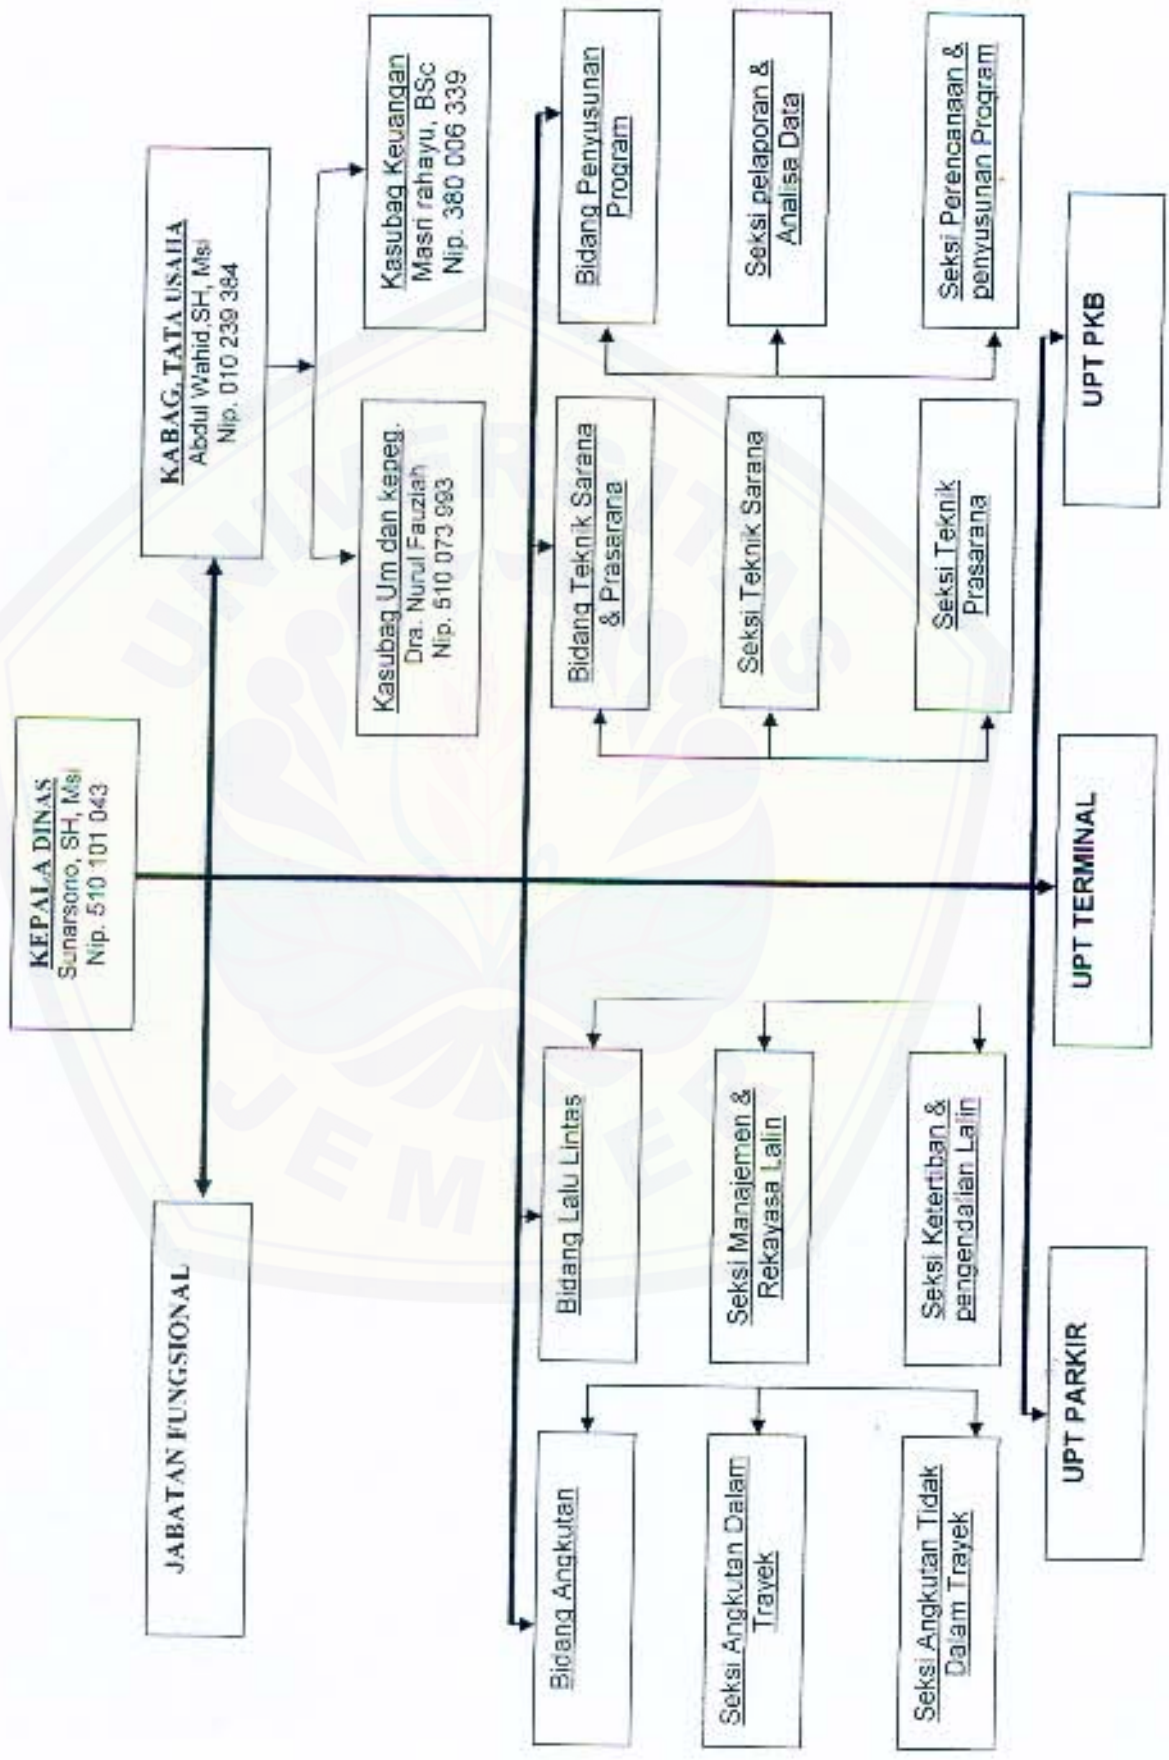 KEPALA DINAS
Sunarsono, SH, Msi
Nip. 510 101 043
JABATAN FUNGSIONAL
KABAG. TATA USAHA
Abdul Wahid,SH, Msi
Nip. 010 239 384
Kasubag Um dan kepeg.
Dra. Nurul Fauziah
Nip. 510 073 993
Kasubag Keuangan
Masri rahayu, BSc
Nip. 380 006 339
Bidang Angkutan
Bidang Lalu Lintas
Bidang Teknik Sarana
& Prasarana
Bidang Penyusunan
Program
Seksi Angkutan Dalam
Trayek
Seksi Manajemen &
Rekayasa Lalin
Seksi Teknik Sarana
Seksi pelaporan &
Analisa Data
Seksi Angkutan Tidak
Dalam Trayek
Seksi Ketertiban &
pengendalian Lalin
Seksi Teknik
Prasarana
Seksi Perencanaan &
penyusunan Program
UPT PARKIR
UPT TERMINAL
UPT PKB
UNIVERSITAS
JEMBER